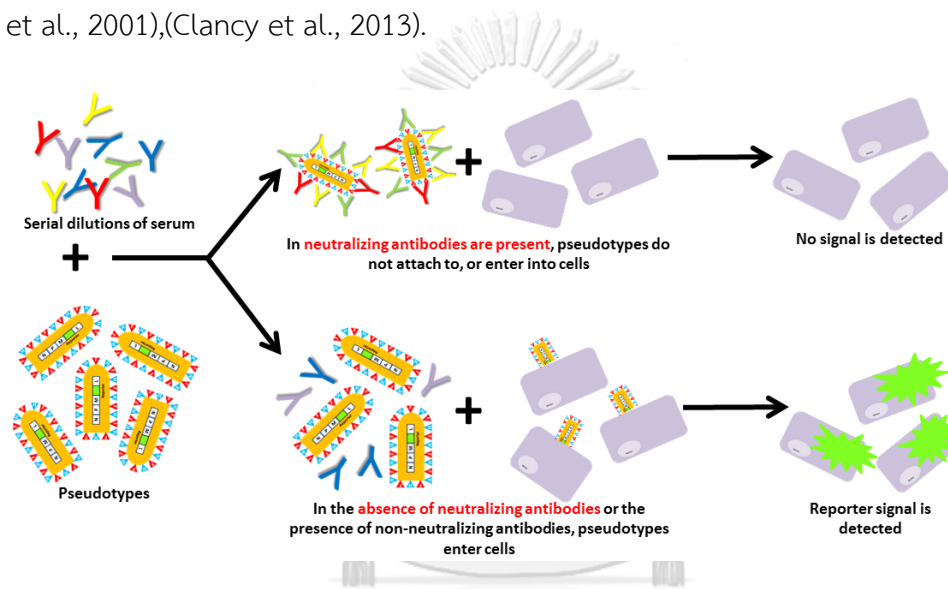 et al., 2001),(Clancy et al., 2013).
Serial dilutions of serum
In neutralizing antibodies are present, pseudotypes do
not attach to, or enter into cells
No signal is detected
Pseudotypes
In the absence of neutralizing antibodies or the
presence of non-neutralizing antibodies, pseudotypes
enter cells
Reporter signal is
detected